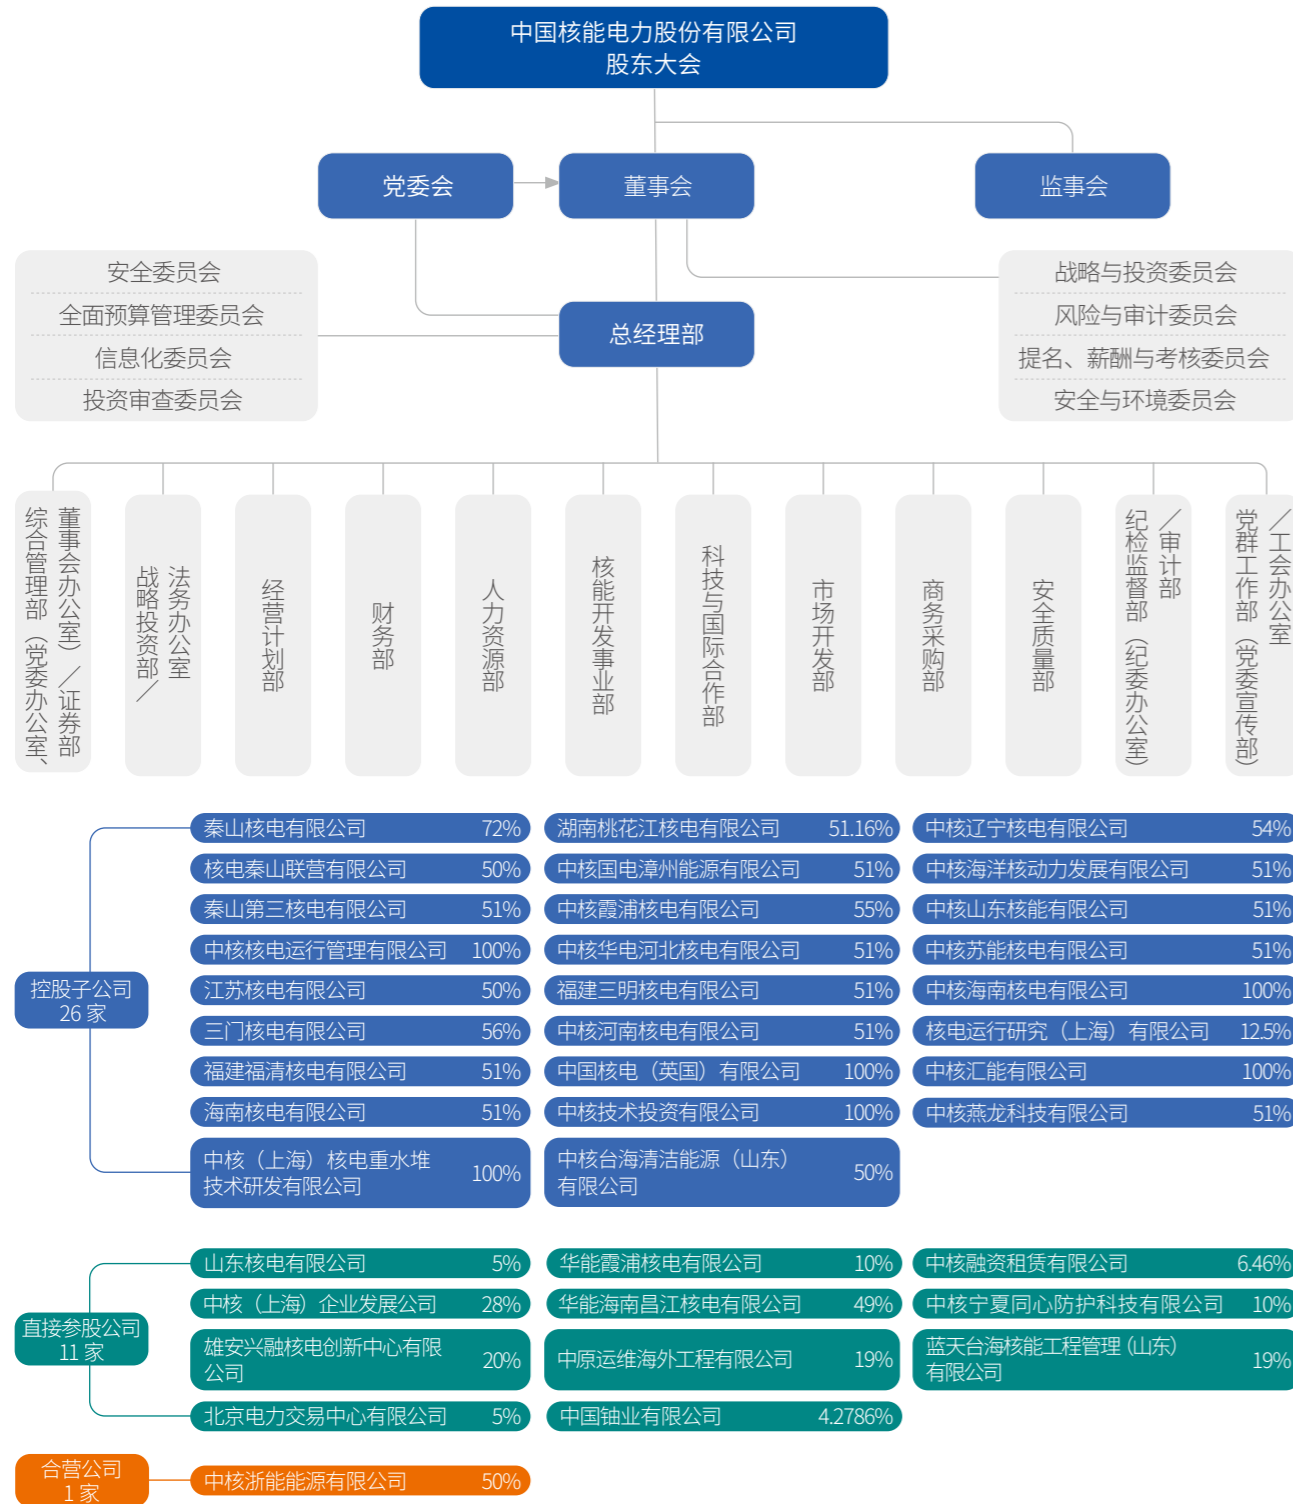 中国核能电力股份有限公司
股东大会
党委会
董事会
监事会
安全委员会
全面预算管理委员会
信息化委员会
投资审查委员会
总经理部
战略与投资委员会
风险与审计委员会
提名、薪酬与考核委员会
安全与环境委员会
综合管理部（党委办公室、
董事会办公室）／证券部
战略投资部／
法务办公室
经营计划部
财务部
人力资源部
核能开发事业部
科技与国际合作部
市场开发部
商务采购部
安全质量部
纪检监督部（纪委办公室）
／审计部
党群工作部（党委宣传部）
／工会办公室
控股子公司
26 家
秦山核电有限公司 72%
湖南桃花江核电有限公司 51.16%
中核辽宁核电有限公司 54%
核电秦山联营有限公司 50%
中核国电漳州能源有限公司 51%
中核海洋核动力发展有限公司 51%
秦山第三核电有限公司 51%
中核霞浦核电有限公司 55%
中核山东核能有限公司 51%
中核核电运行管理有限公司 100%
中核华电河北核电有限公司 51%
中核苏能核电有限公司 51%
江苏核电有限公司 50%
福建三明核电有限公司 51%
中核海南核电有限公司 100%
三门核电有限公司 56%
中核河南核电有限公司 51%
核电运行研究（上海）有限公司 12.5%
福建福清核电有限公司 51%
中国核电（英国）有限公司 100%
中核汇能有限公司 100%
海南核电有限公司 51%
中核技术投资有限公司 100%
中核燕龙科技有限公司 51%
中核（上海）核电重水堆
技术研发有限公司 100%
中核台海清洁能源（山东）
有限公司 50%
直接参股公司
11 家
山东核电有限公司 5%
华能霞浦核电有限公司 10%
中核融资租赁有限公司 6.46%
中核（上海）企业发展公司 28%
华能海南昌江核电有限公司 49%
中核宁夏同心防护科技有限公司 10%
雄安兴融核电创新中心有限
公司 20%
中原运维海外工程有限公司 19%
蓝天台海核能工程管理（山东）
有限公司 19%
北京电力交易中心有限公司 5%
中国铀业有限公司 4.2786%
合营公司
1 家
中核浙能能源有限公司 50%